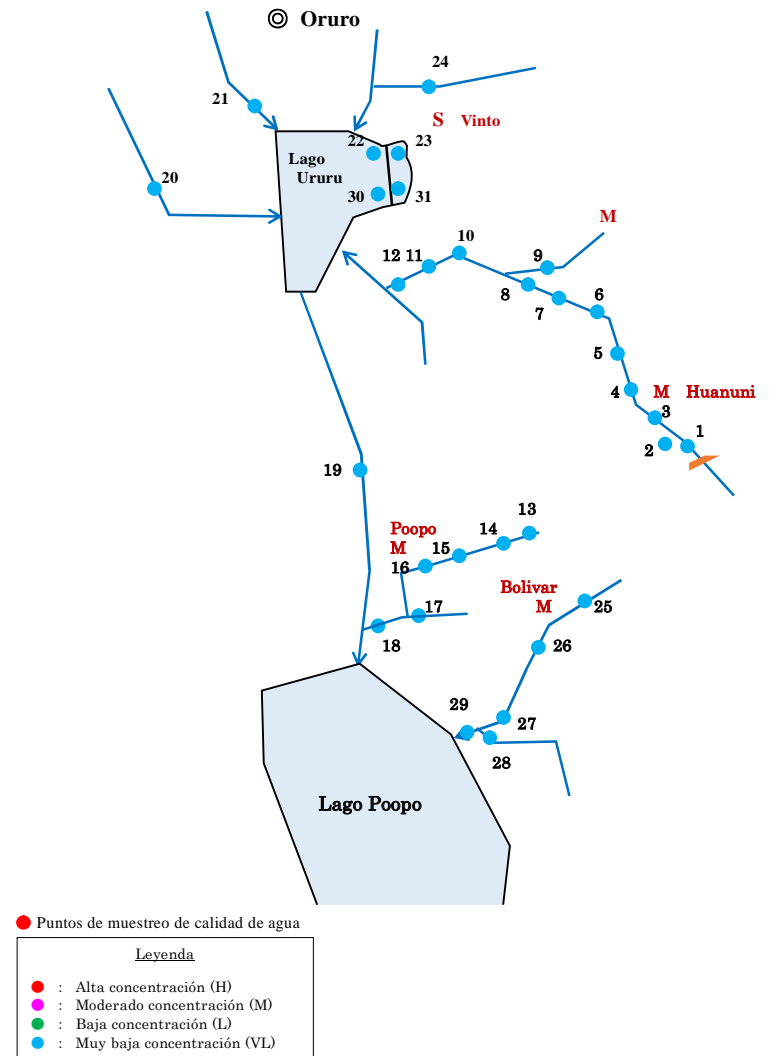 Oruro
24
21
S Vinto
22 23
Lago
Ururu
20
30 31
M
10
12 11 9
8
7 6
5
4 M Huanuni
3
1
2
19
13
Poopo
M
14
15
16
Bolivar
M
25
17
18
26
29
27
28
Lago Poopo
Puntos de muestreo de calidad de agua
Leyenda
: Alta concentración (H)
: Moderado concentración (M)
: Baja concentración (L)
: Muy baja concentración (VL)